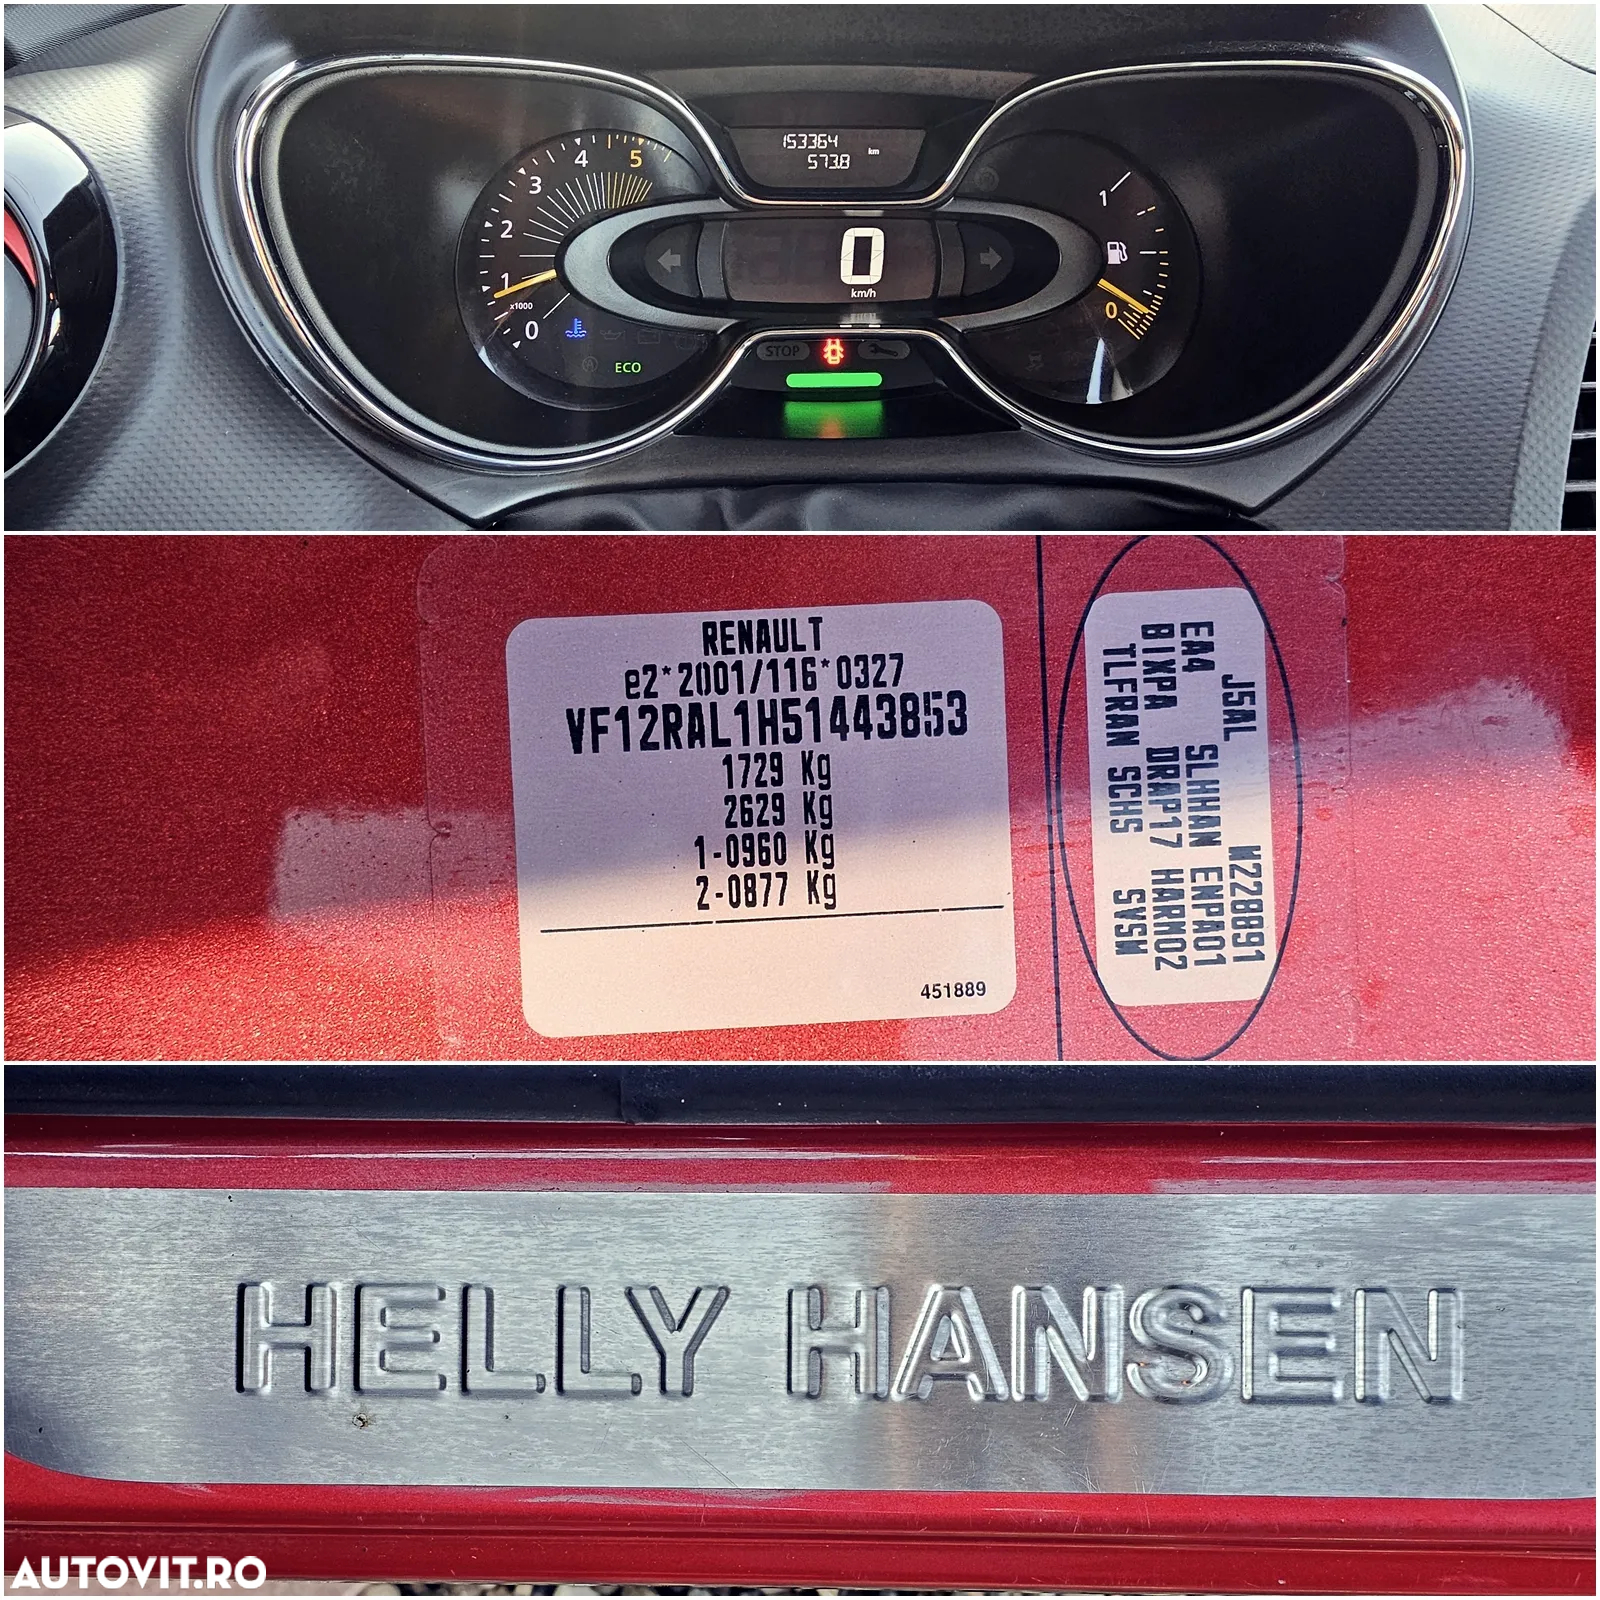 153364
km
573.8
4
5
3
2
1
x1000
0
ECO
0
km/h
STOP
1
0
RENAULT
e2*2001/116*0327
VF12RAL1H51443853
1729 Kg
2629 Kg
1-0960 Kg
2-0877 Kg
451889
J5AL WZ28891
EA4 SLHHAN ENPA01
BIXPA DRAP17 HARM02
TLFRAN SCHS SVSM
HELLY HANSEN
AUTOVIT.RO